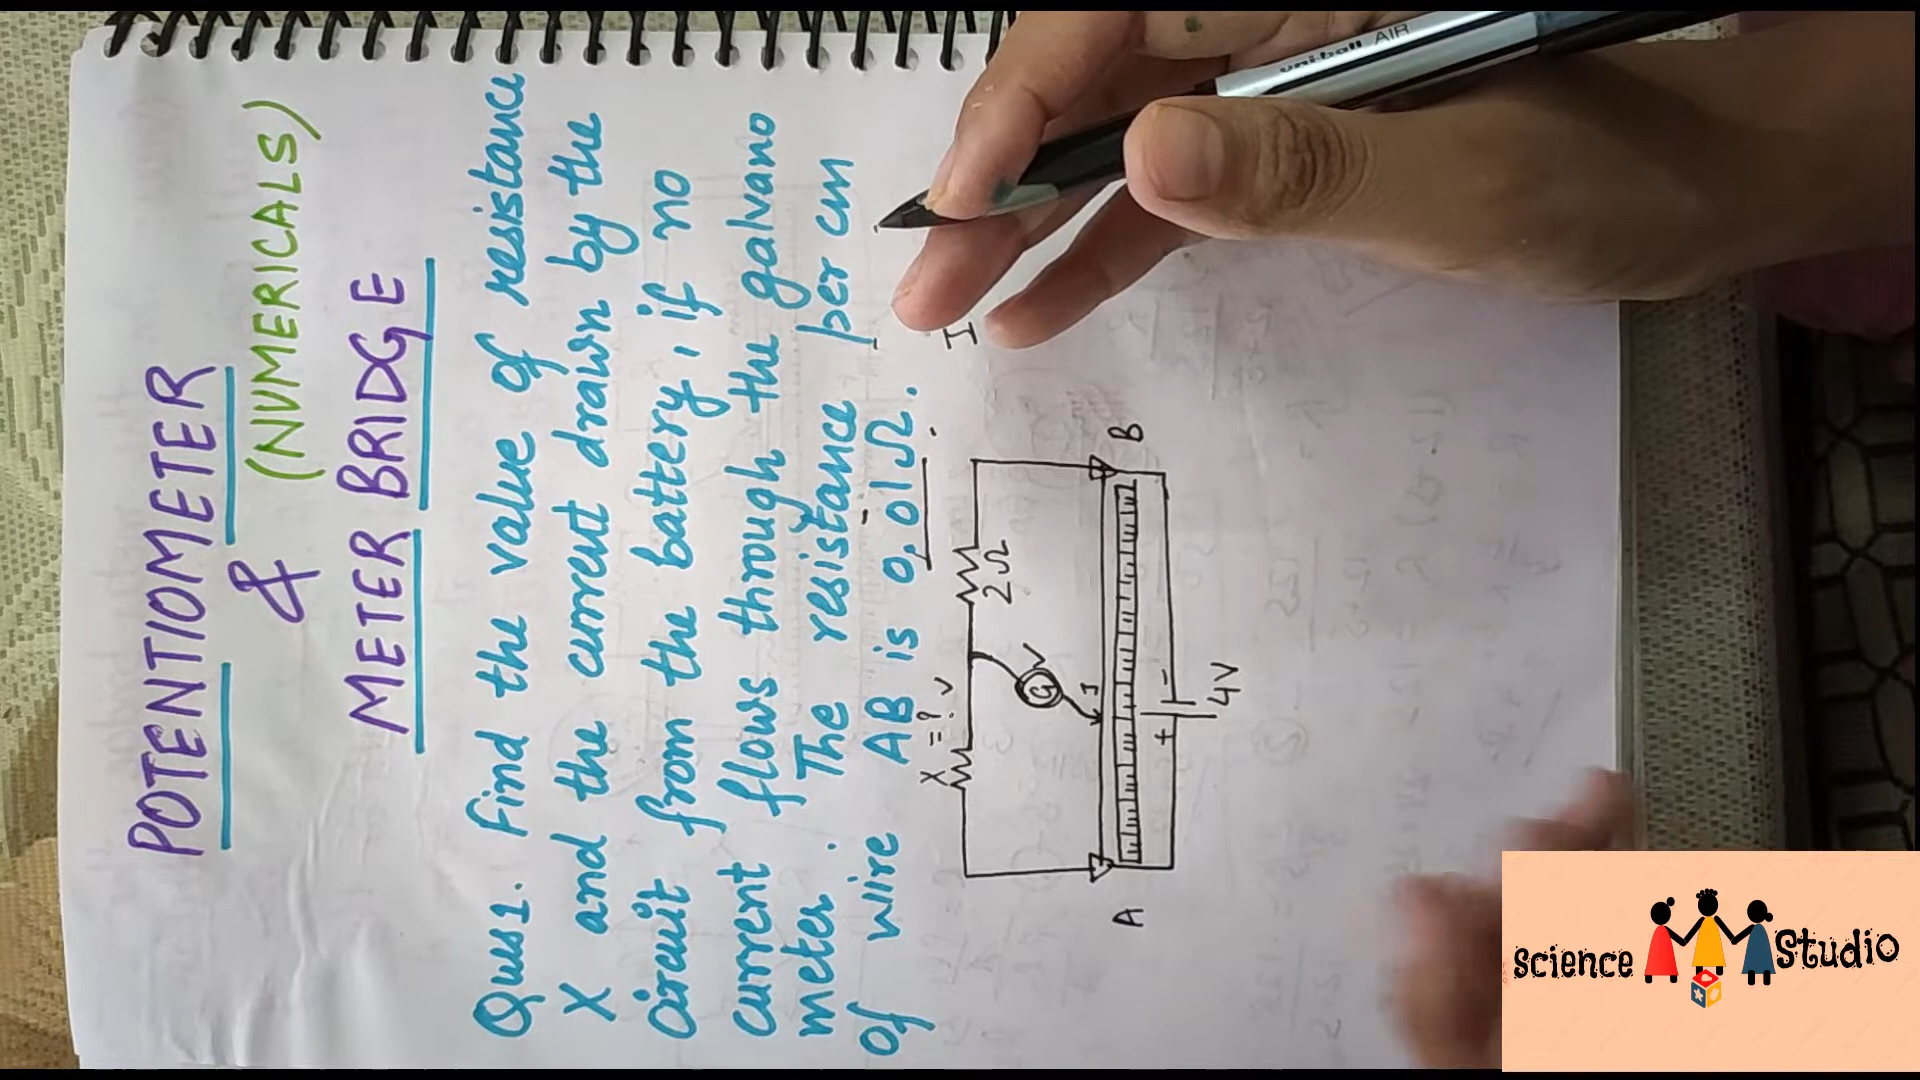 POTENTIOMETER
& (NUMERICALS)
METER BRIDGE
Ques1. Find the value of resistance
X and the current drawn by the
circuit from the battery, if no
current flows through the galvano
meter. The resistance per cm
of wire AB is 0.01Ω.
X = ?
2Ω
G
J
A
B
+ -
4V
I
uni-ball AIR
Science Studio